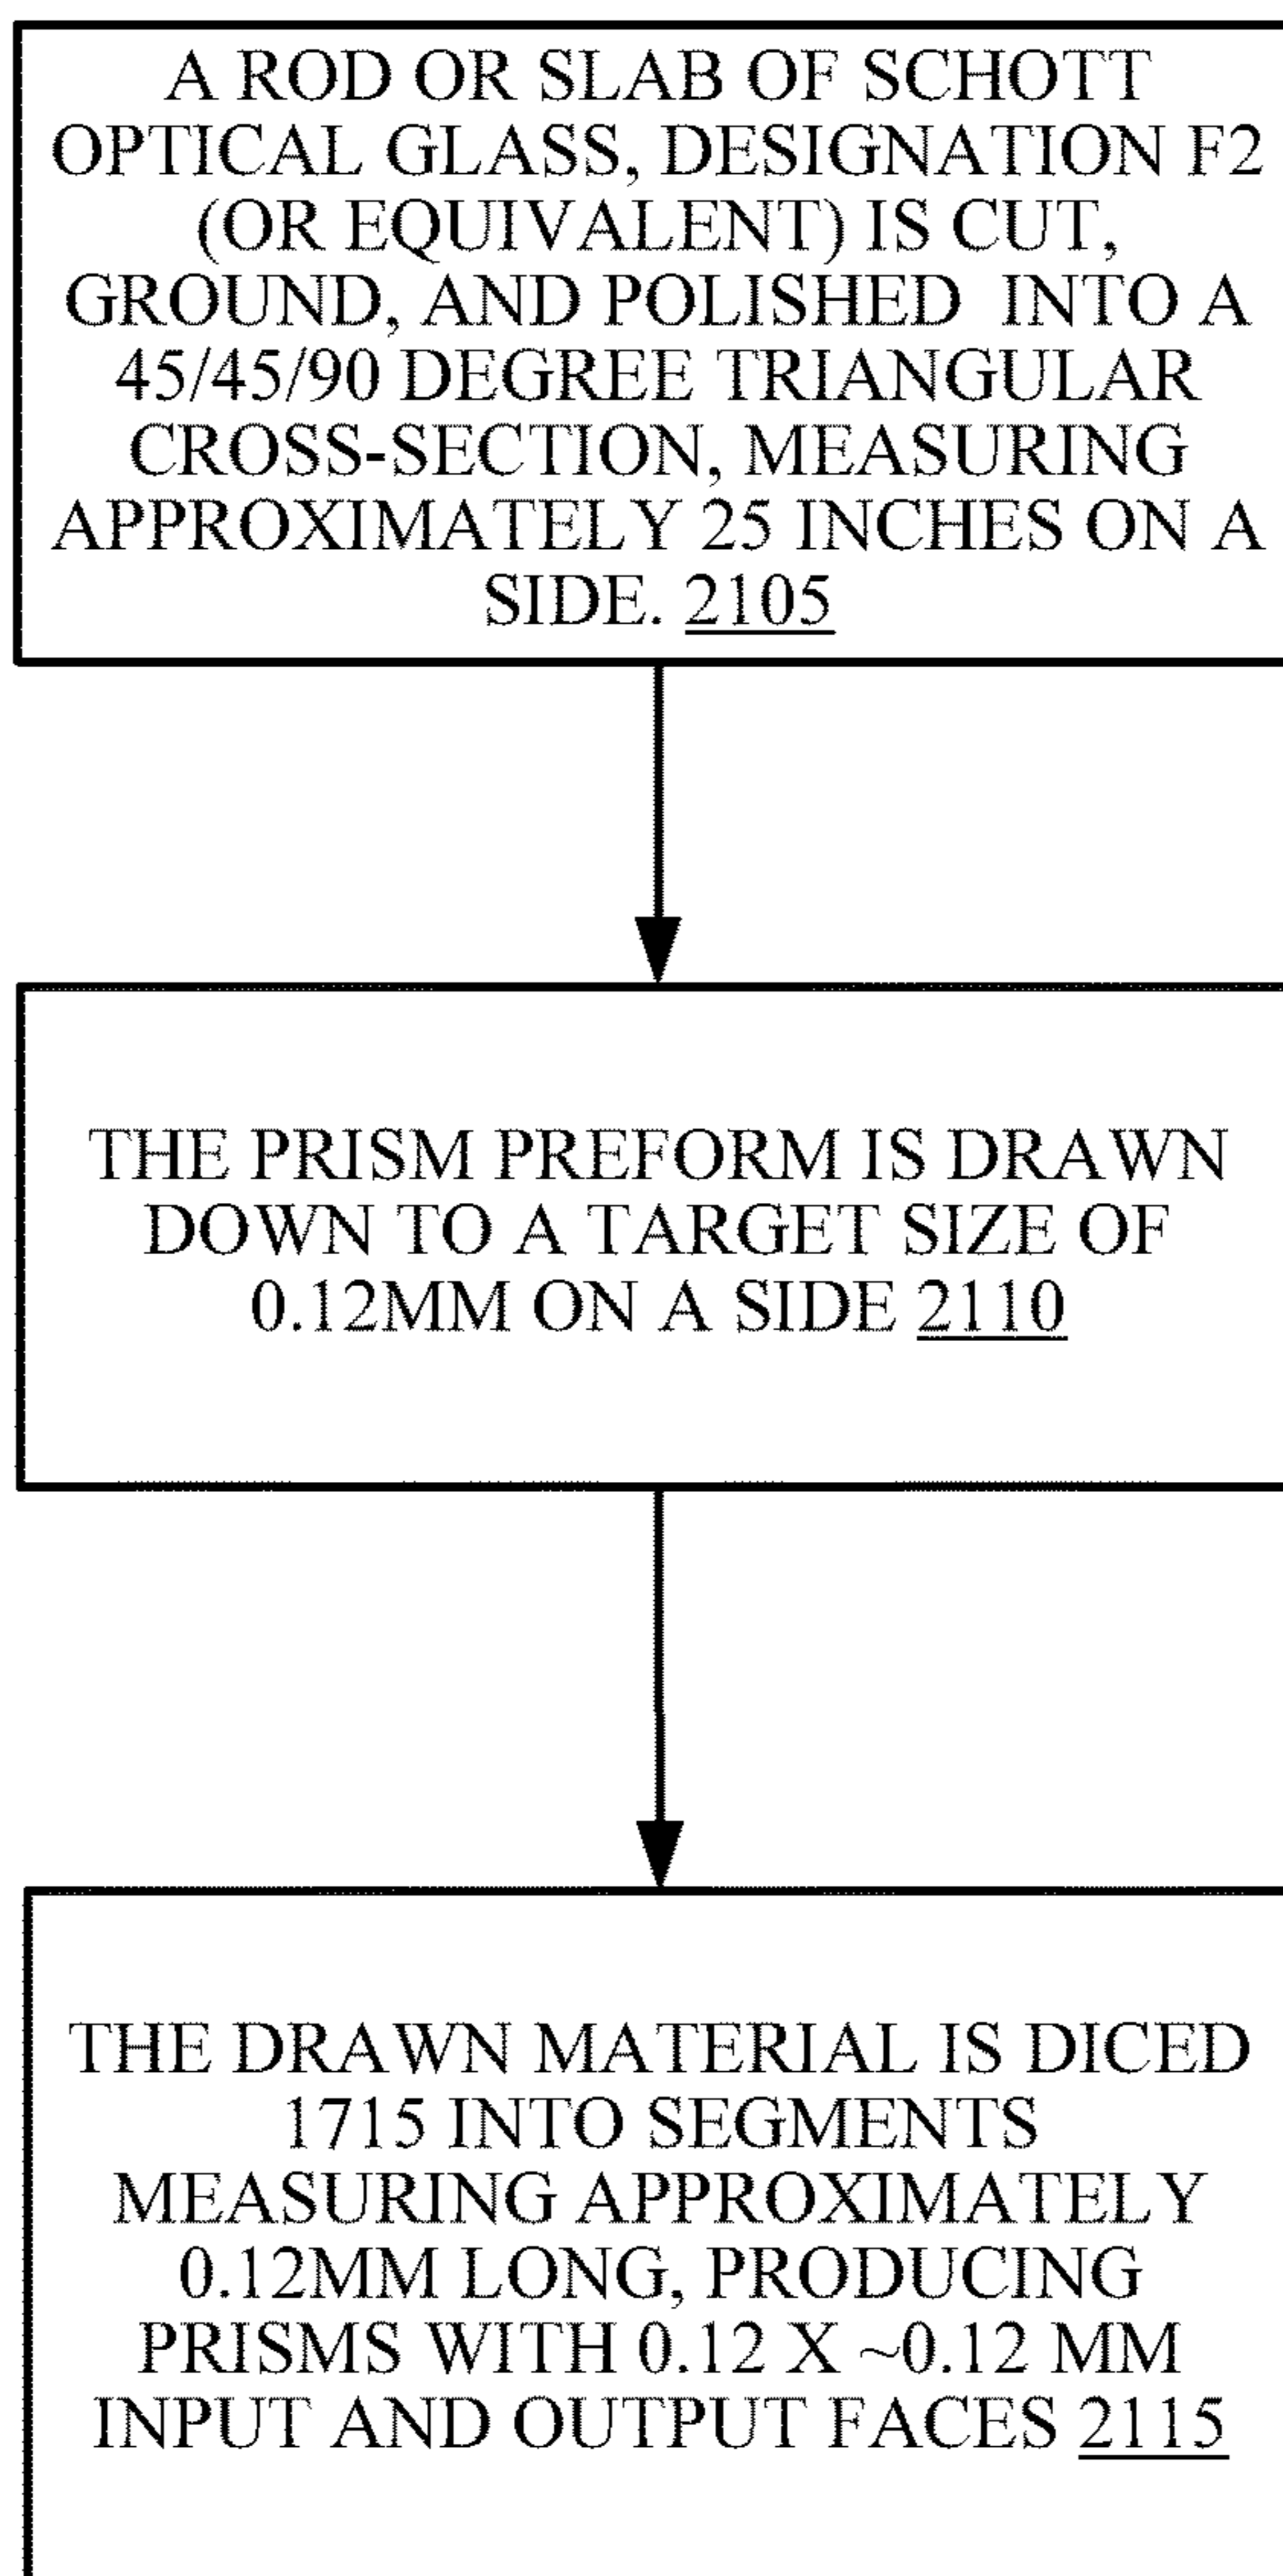 A ROD OR SLAB OF SCHOTT
OPTICAL GLASS, DESIGNATION F2
(OR EQUIVALENT) IS CUT,
GROUND, AND POLISHED INTO A
45/45/90 DEGREE TRIANGULAR
CROSS-SECTION, MEASURING
APPROXIMATELY 25 INCHES ON A
SIDE. 2105
THE PRISM PREFORM IS DRAWN
DOWN TO A TARGET SIZE OF
0.12MM ON A SIDE 2110
THE DRAWN MATERIAL IS DICED
1715 INTO SEGMENTS
MEASURING APPROXIMATELY
0.12MM LONG, PRODUCING
PRISMS WITH 0.12 X ~0.12 MM
INPUT AND OUTPUT FACES 2115